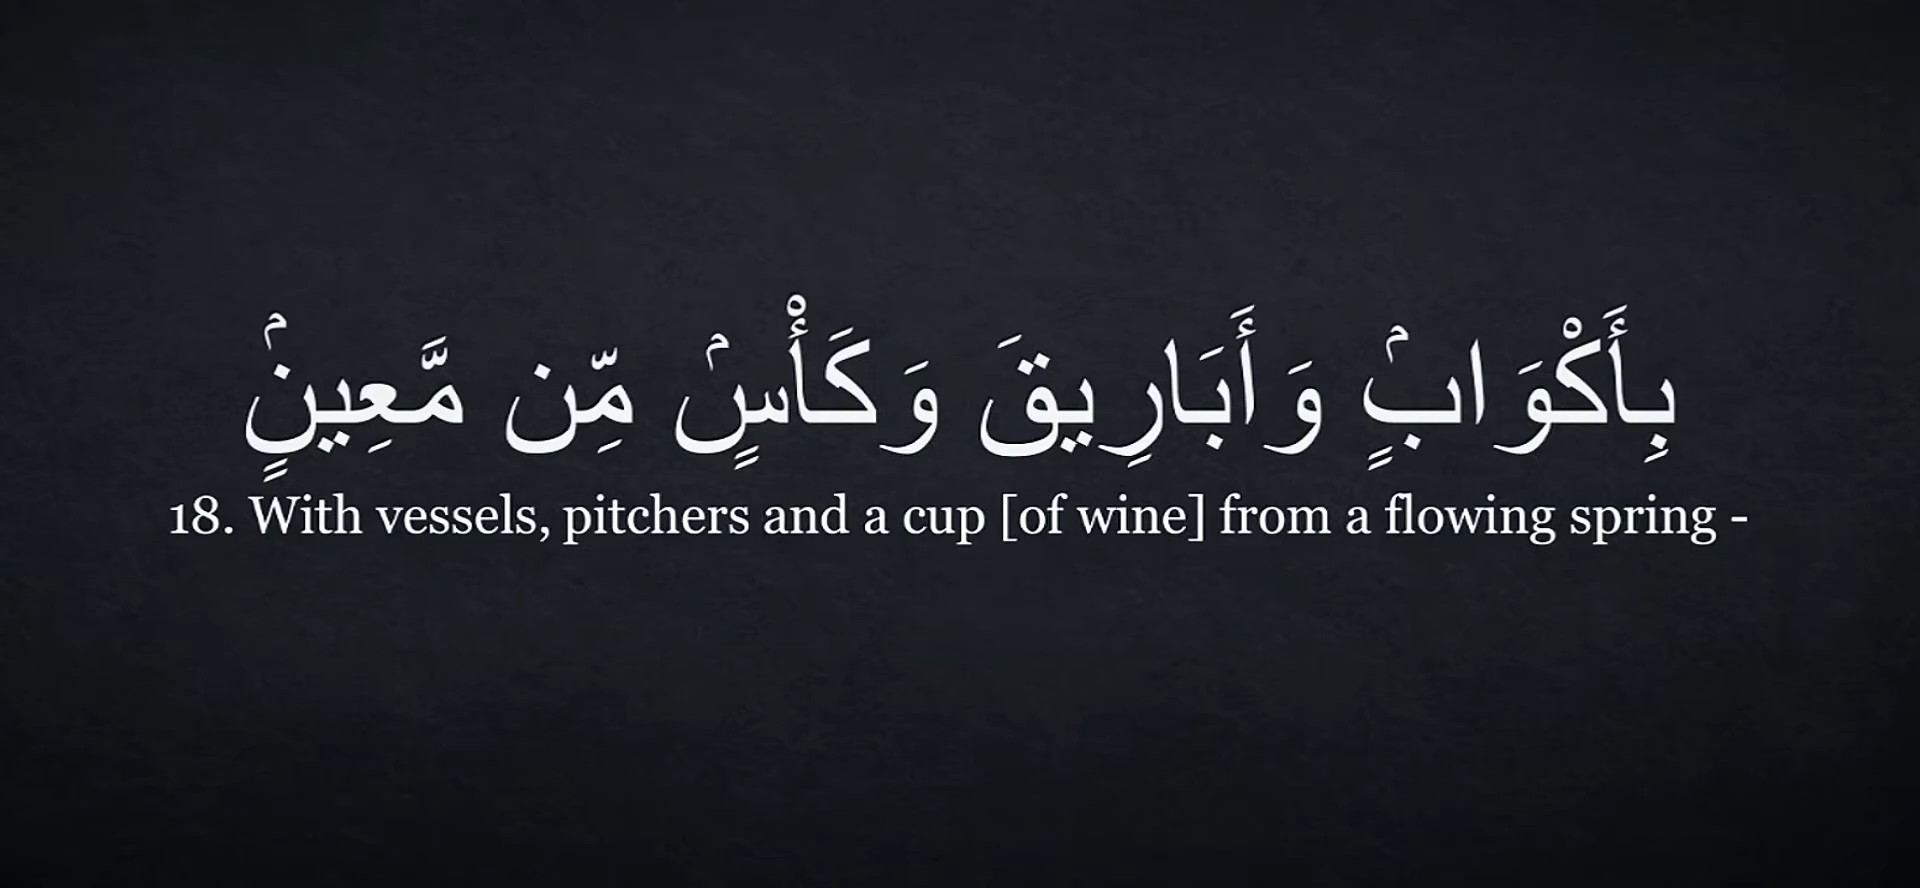 بِأَكْوَابٍۢ وَأَبَارِيقَ وَكَأْسٍۢ مِّن مَّعِينٍۢ
18. With vessels, pitchers and a cup [of wine] from a flowing spring -